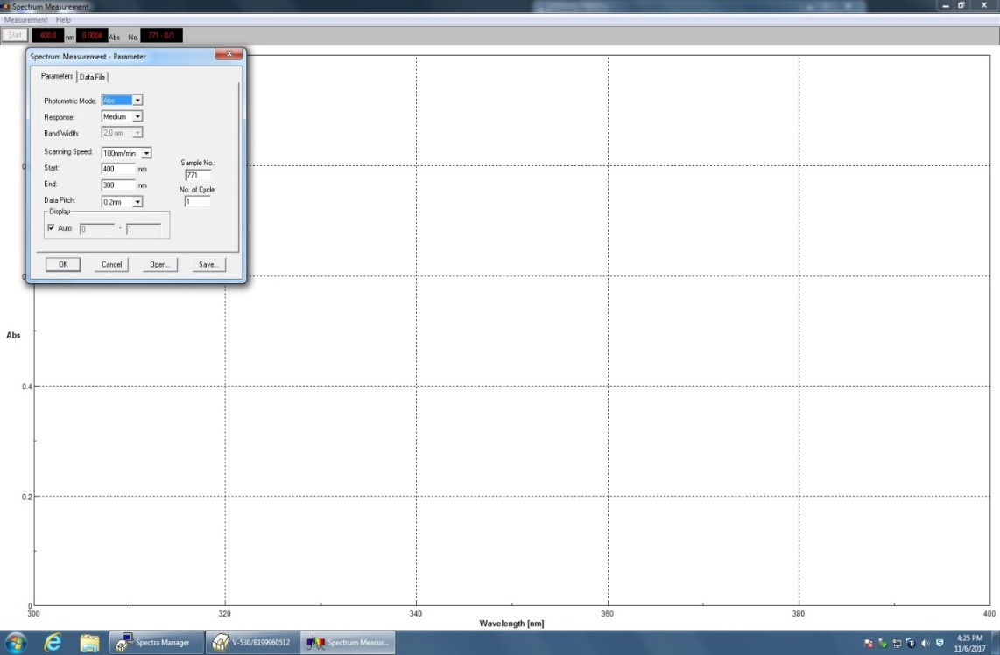 Spectrum Measurement
Measurement Help
Start 400.0 nm 0.0004 Abs No. 771 - 0/1
Spectrum Measurement - Parameter
Parameters Data File
Photometric Mode: Abs
Response: Medium
Band Width: 2.0 nm
Scanning Speed: 100nm/min
Start: 400 nm
Sample No.:
771
End: 300 nm
No. of Cycle:
1
Data Pitch: 0.2nm
Display
Auto 0 - 1
OK Cancel Open... Save...
Abs
0.4
0.2
0
300 320 340 360 380 400
Wavelength [nm]
Spectra Manager V-530/B199960512 Spectrum Measur...
4:25 PM
11/6/2017